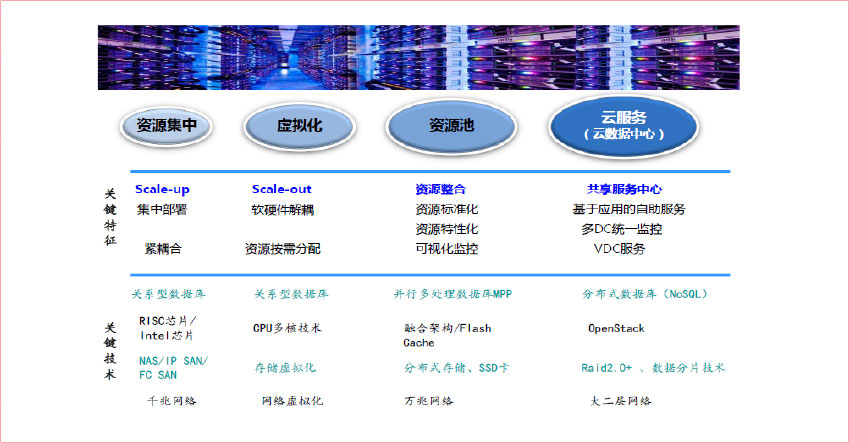 资源集中 虚拟化 资源池 云服务
（云数据中心）
关键特征
Scale-up Scale-out 资源整合 共享服务中心
集中部署 软硬件解耦 资源标准化 基于应用的自助服务
资源特性化 多DC统一监控
紧耦合 资源按需分配 可视化监控 VDC服务
关键技术
关系型数据库 关系型数据库 并行多处理数据库MPP 分布式数据库（NoSQL）
RISC芯片/ CPU多核技术 融合架构/Flash OpenStack
Intel芯片 Cache
NAS/IP SAN/ 存储虚拟化 分布式存储、SSD卡 Raid2.0+ 、数据分片技术
FC SAN
千兆网络 网络虚拟化 万兆网络 大二层网络